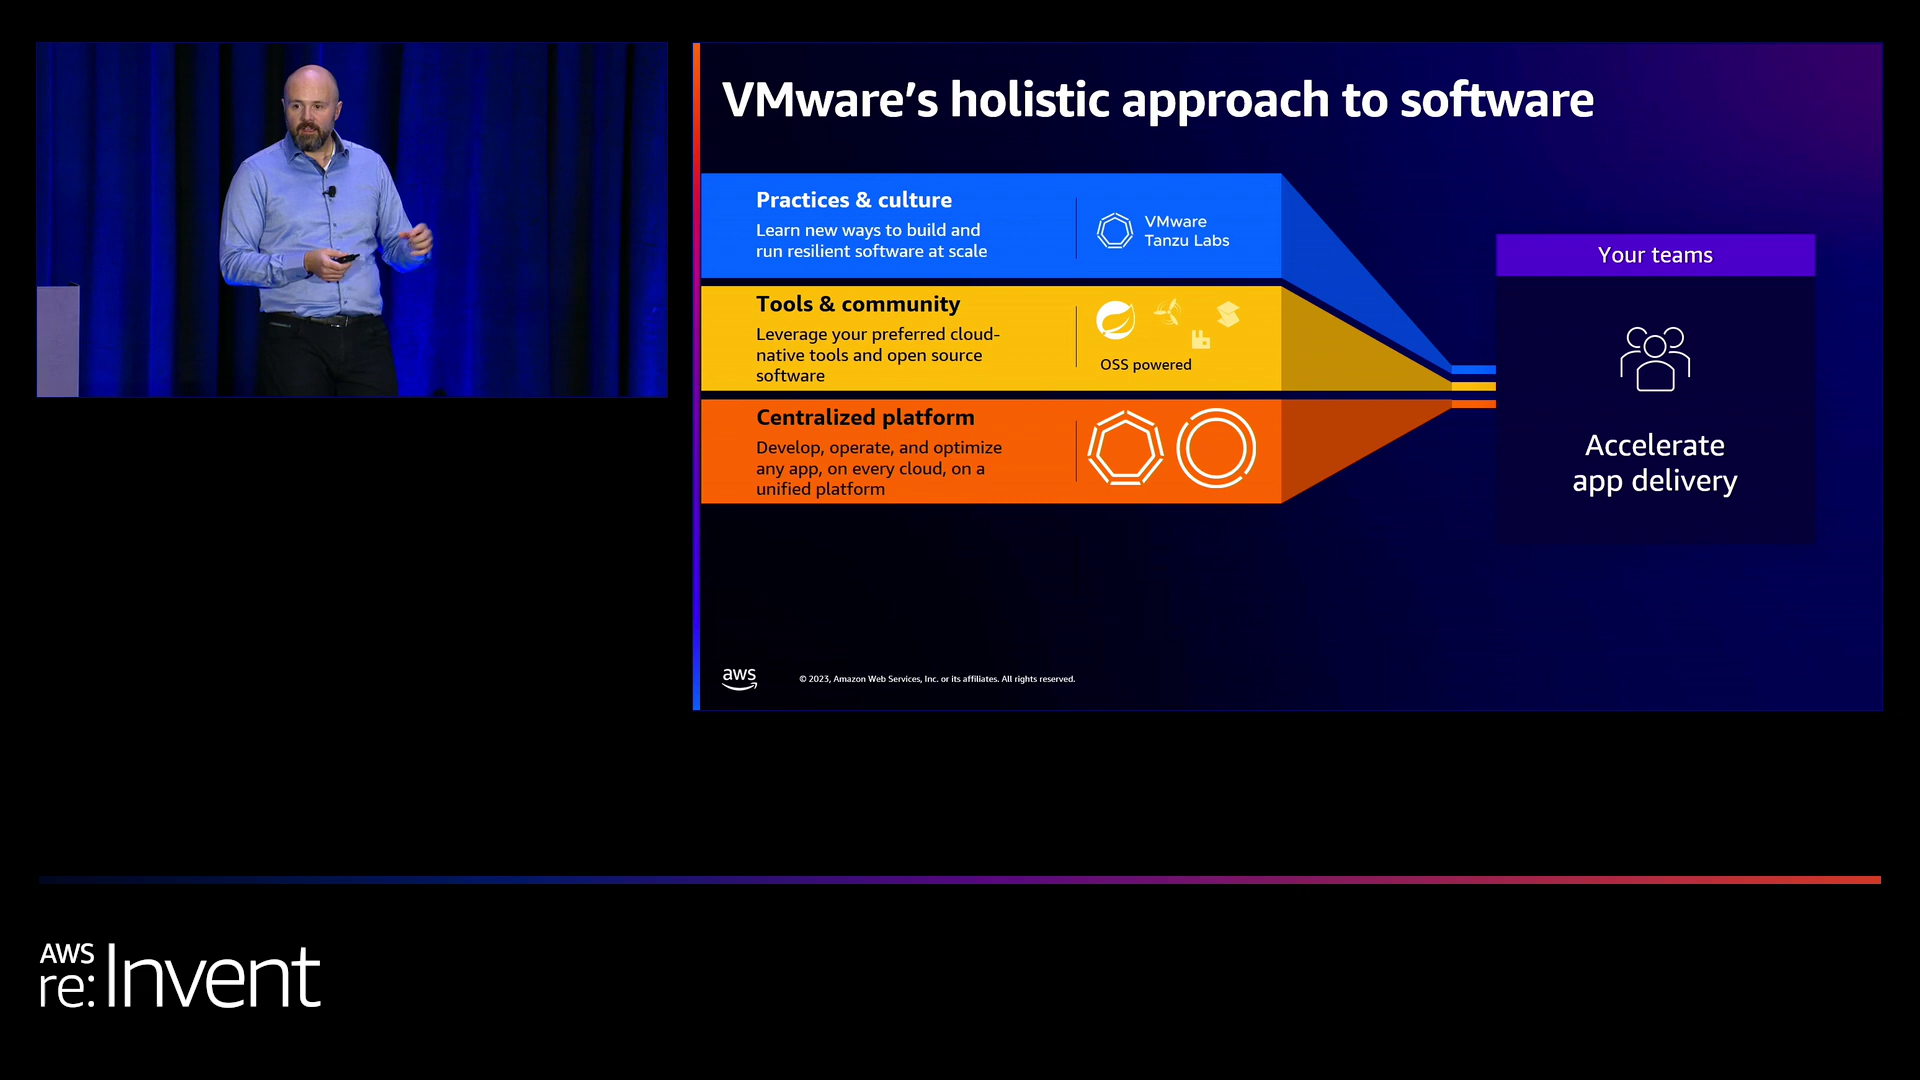 VMware’s holistic approach to software
Practices & culture
Learn new ways to build and
run resilient software at scale
VMware
Tanzu Labs
Tools & community
Leverage your preferred cloud-
native tools and open source
software
OSS powered
Centralized platform
Develop, operate, and optimize
any app, on every cloud, on a
unified platform
Your teams
Accelerate
app delivery
aws
© 2023, Amazon Web Services, Inc. or its affiliates. All rights reserved.
AWS
re:Invent